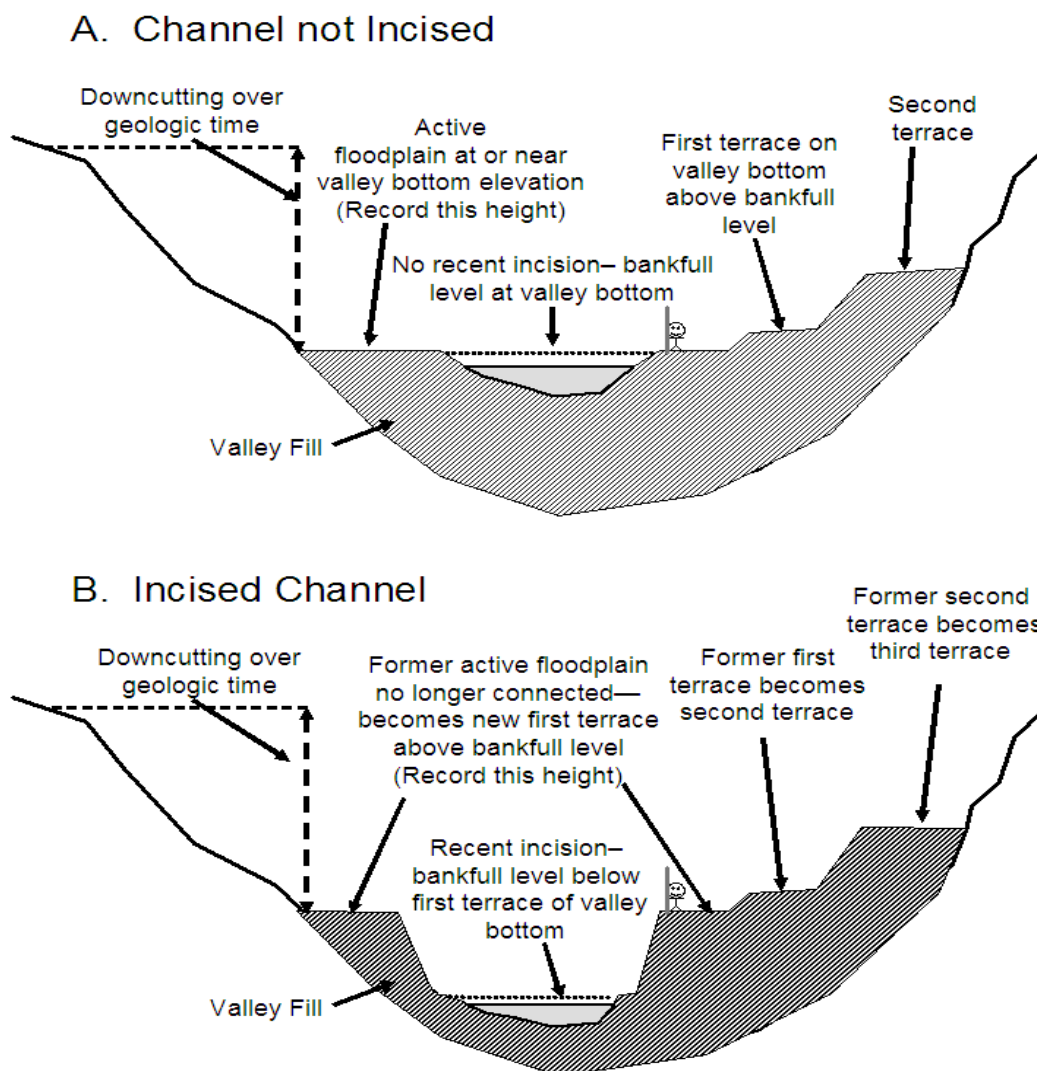 A. Channel not Incised
Downcutting over
geologic time
Active
floodplain at or near
valley bottom elevation
(Record this height)
First terrace on
valley bottom
above bankfull
level
Second
terrace
No recent incision– bankfull
level at valley bottom
Valley Fill
B. Incised Channel
Downcutting over
geologic time
Former active floodplain
no longer connected—
becomes new first terrace
above bankfull level
(Record this height)
Former first
terrace becomes
second terrace
Former second
terrace becomes
third terrace
Recent incision–
bankfull level below
first terrace of valley
bottom
Valley Fill